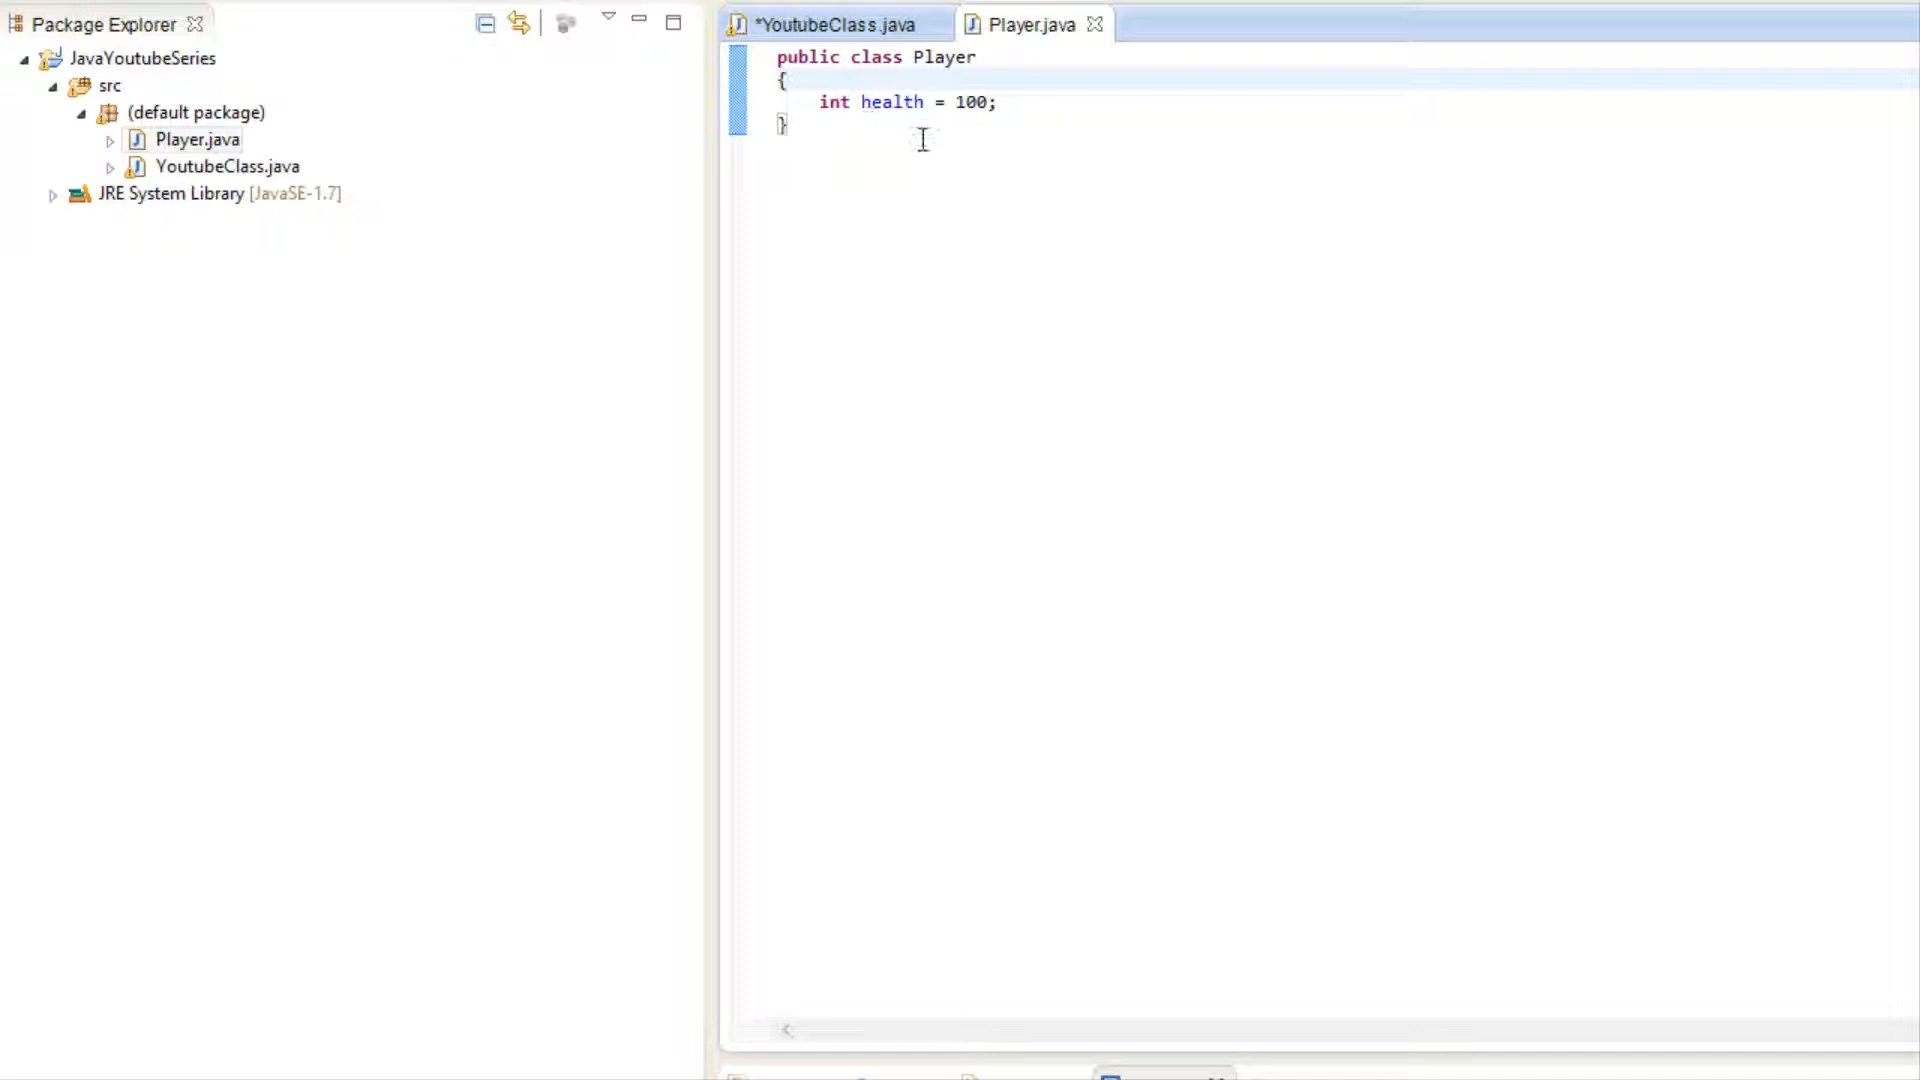 Package Explorer
JavaYoutubeSeries
src
(default package)
Player.java
YoutubeClass.java
JRE System Library [JavaSE-1.7]
*YoutubeClass.java
Player.java
public class Player
{
int health = 100;
}